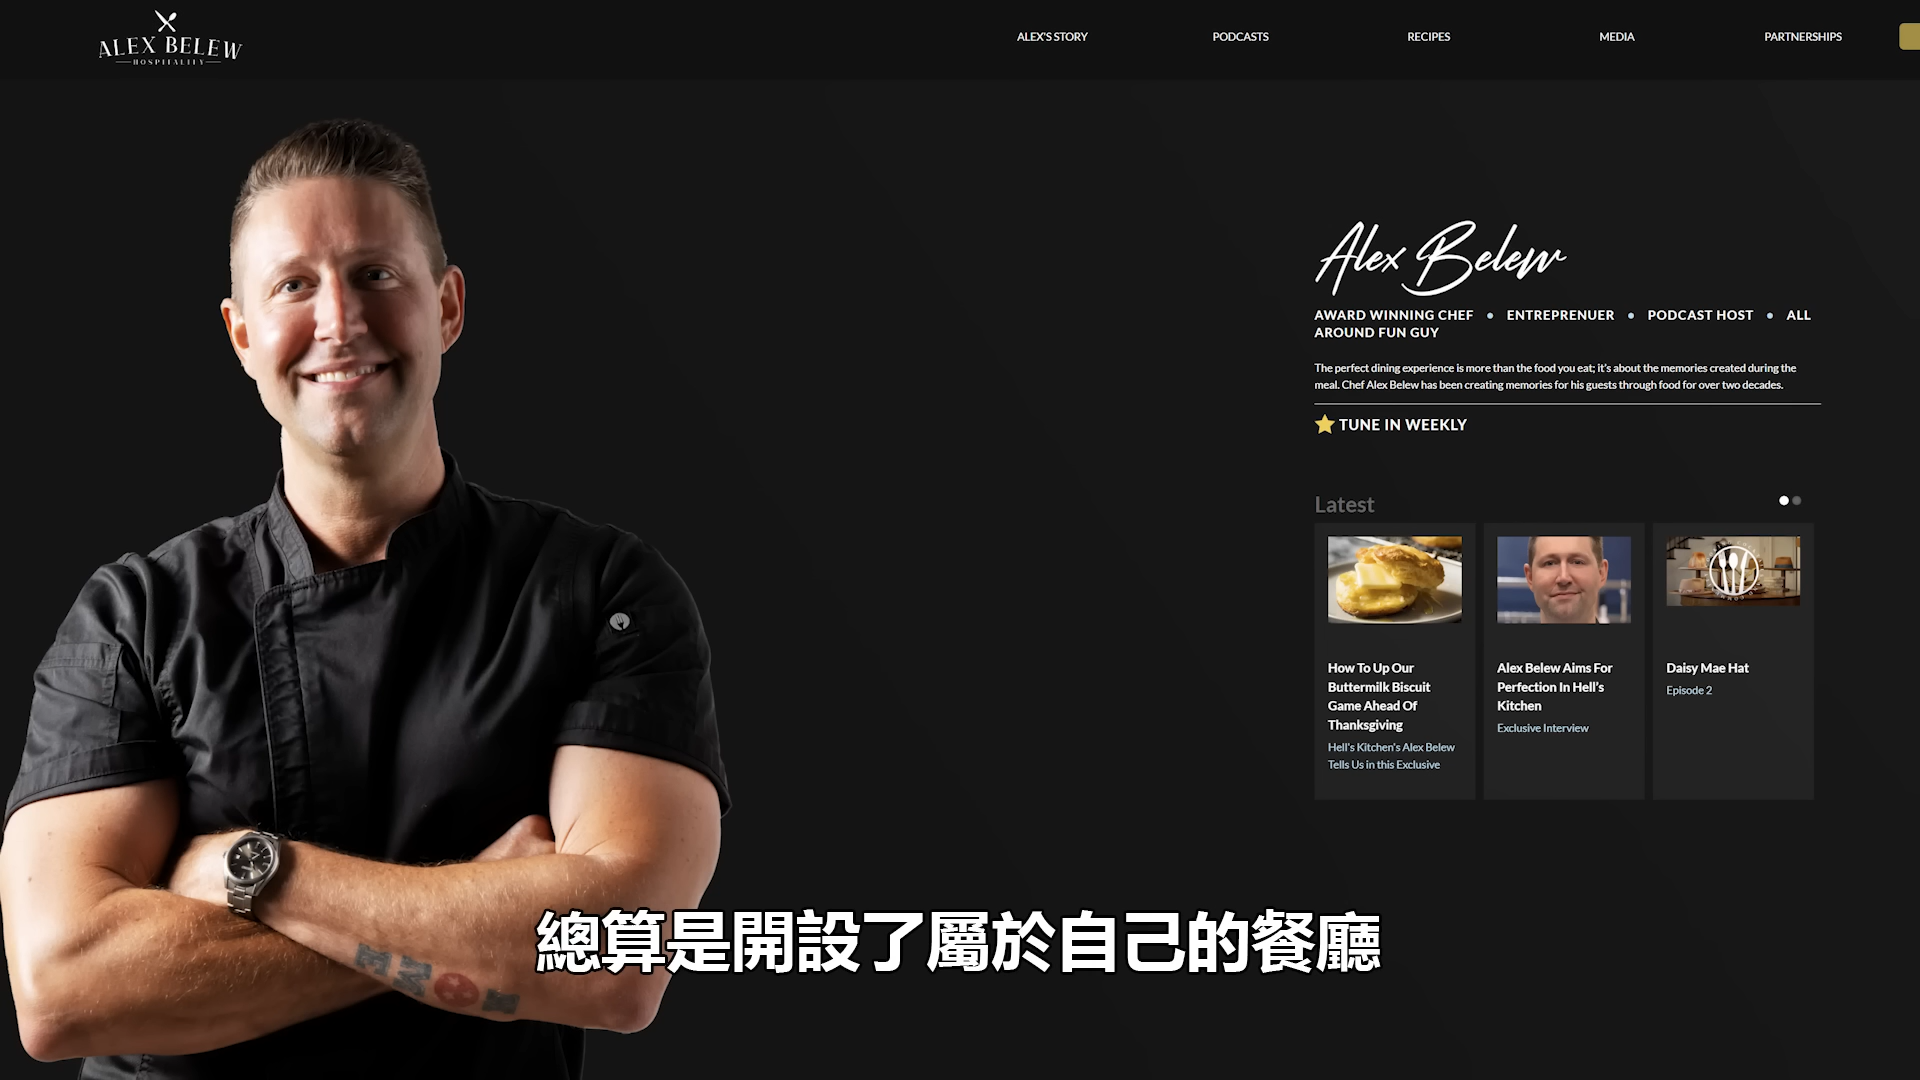 ALEX BELEW
HOSPITALITY
ALEX'S STORY
PODCASTS
RECIPES
MEDIA
PARTNERSHIPS
Alex Belew
AWARD WINNING CHEF • ENTREPRENUER • PODCAST HOST • ALL
AROUND FUN GUY
The perfect dining experience is more than the food you eat; it's about the memories created during the
meal. Chef Alex Belew has been creating memories for his guests through food for over two decades.
TUNE IN WEEKLY
Latest
How To Up Our
Buttermilk Biscuit
Game Ahead Of
Thanksgiving
Hell's Kitchen's Alex Belew
Tells Us in this Exclusive
Alex Belew Aims For
Perfection In Hell's
Kitchen
Exclusive Interview
Daisy Mae Hat
Episode 2
總算是開設了屬於自己的餐廳